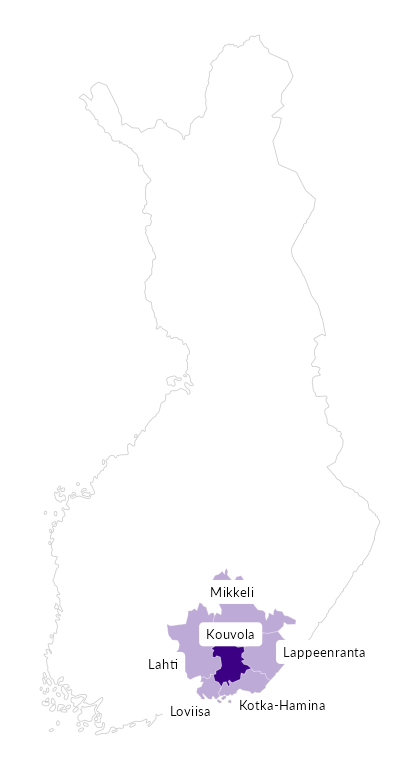 Mikkeli
Kouvola
Lappeenranta
Lahti
Kotka-Hamina
Loviisa